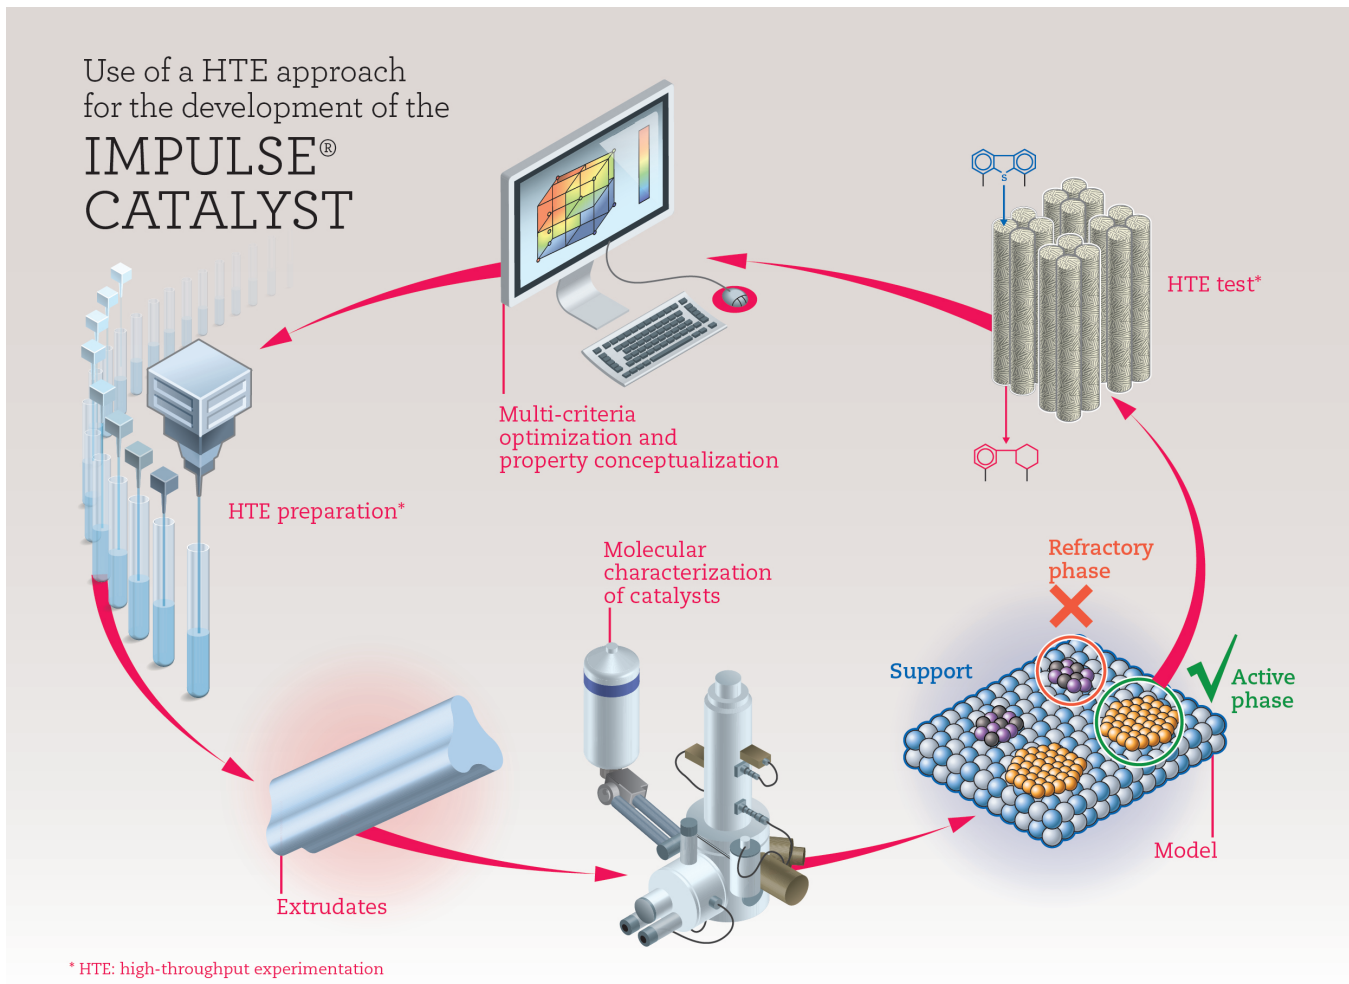 Use of a HTE approach
for the development of the
IMPULSE®
CATALYST
S
HTE test*
Multi-criteria
optimization and
property conceptualization
HTE preparation*
Molecular
characterization
of catalysts
Refractory
phase
Support
Active
phase
Model
Extrudates
* HTE: high-throughput experimentation